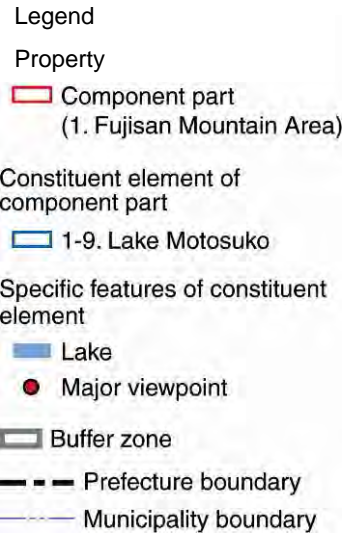 Legend
Property
Component part
(1. Fujisan Mountain Area)
Constituent element of
component part
1-9. Lake Motosuko
Specific features of constituent
element
Lake
Major viewpoint
Buffer zone
Prefecture boundary
Municipality boundary